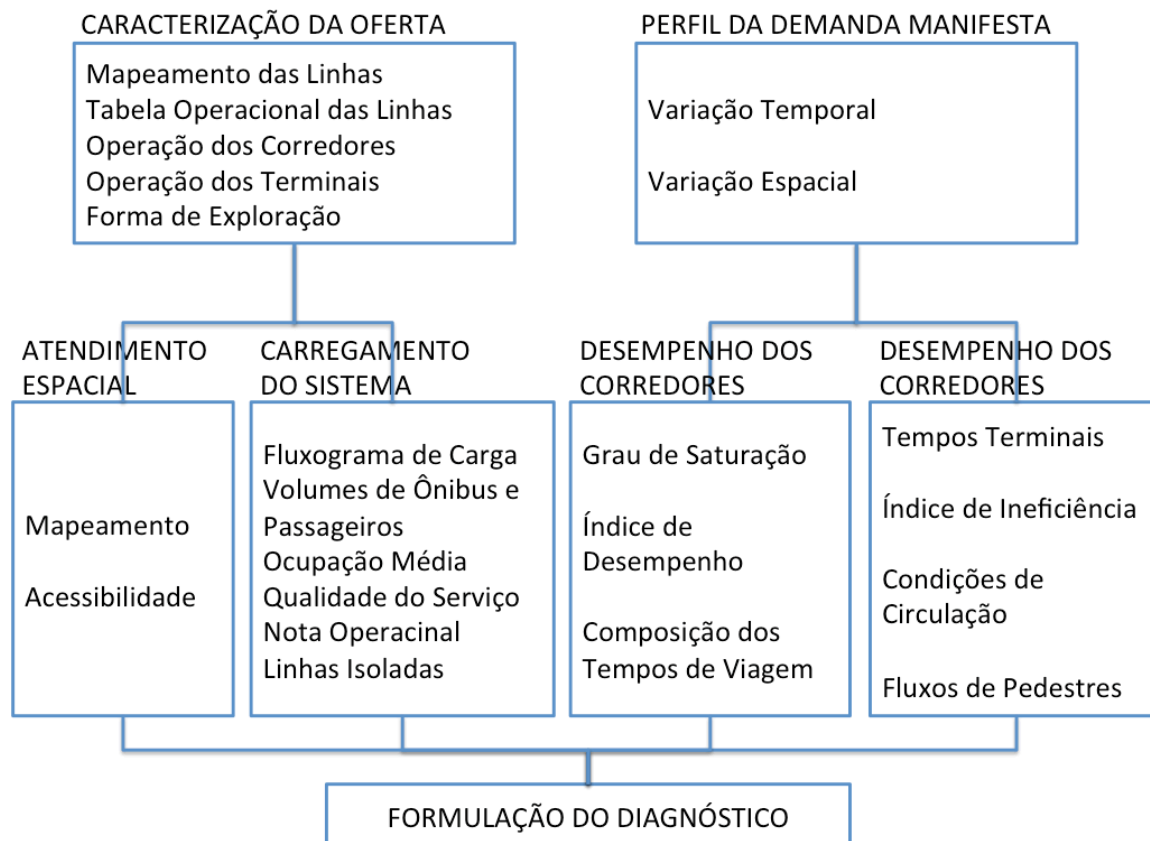 CARACTERIZAÇÃO DA OFERTA
Mapeamento das Linhas
Tabela Operacional das Linhas
Operação dos Corredores
Operação dos Terminais
Forma de Exploração
PERFIL DA DEMANDA MANIFESTA
Variação Temporal
Variação Espacial
ATENDIMENTO
ESPACIAL
Mapeamento
Acessibilidade
CARREGAMENTO
DO SISTEMA
Fluxograma de Carga
Volumes de Ônibus e
Passageiros
Ocupação Média
Qualidade do Serviço
Nota Operacinal
Linhas Isoladas
DESEMPENHO DOS
CORREDORES
Grau de Saturação
Índice de
Desempenho
Composição dos
Tempos de Viagem
DESEMPENHO DOS
CORREDORES
Tempos Terminais
Índice de Ineficiência
Condições de
Circulação
Fluxos de Pedestres
FORMULAÇÃO DO DIAGNÓSTICO